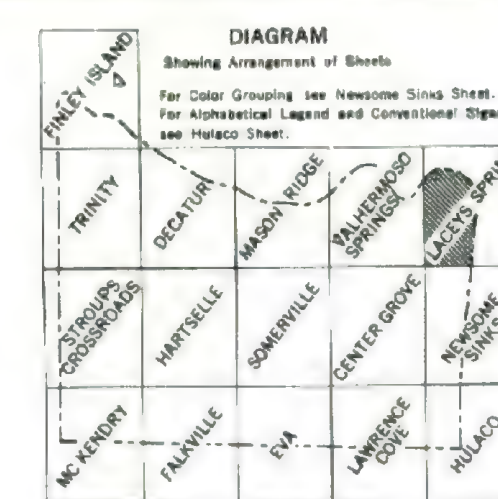 DIAGRAM
Showing Arrangement of Sheets
For Color Grouping see Newsome Sinks Sheet.
For Alphabetical Legend and Conventional
see Hulaco Sheet.
FINLEY ISLAND
TRINITY
DECATUR
MASON RIDGE
VALHERMOSO
SPRINGS
LACEYS
STROUPS
CROSSROADS
HARTSELLE
SOMERVILLE
CENTER GROVE
NEWSOME
SINKS
MC KENDRY
FALKVILLE
EVA
LAWRENCE
COVE
HULACO